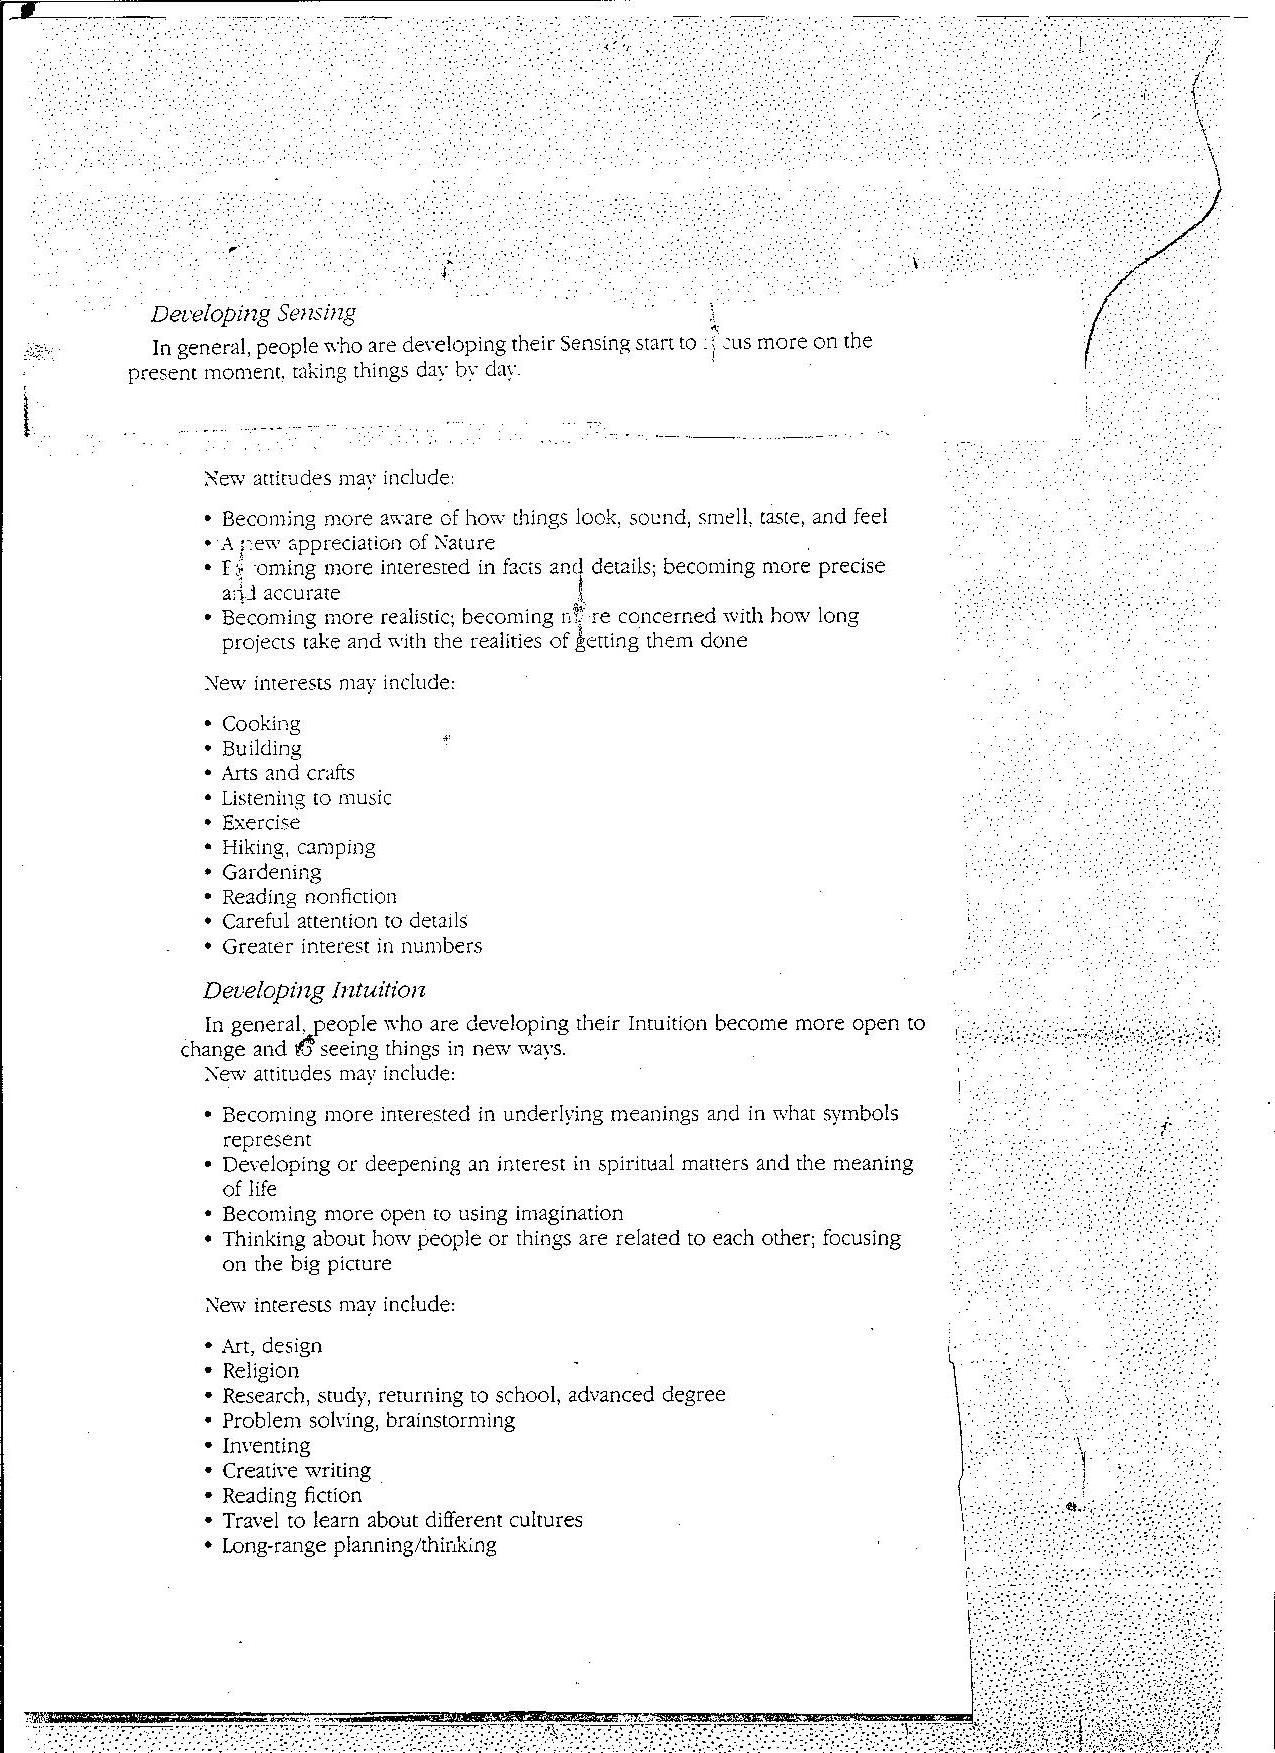 Developing Sensing
In general, people who are developing their Sensing start to focus more on the
present moment, taking things day by day.
New attitudes may include:
• Becoming more aware of how things look, sound, smell, taste, and feel
• A new appreciation of Nature
• Becoming more interested in facts and details; becoming more precise
and accurate
• Becoming more realistic; becoming more concerned with how long
projects take and with the realities of getting them done
New interests may include:
• Cooking
• Building
• Arts and crafts
• Listening to music
• Exercise
• Hiking, camping
• Gardening
• Reading nonfiction
• Careful attention to details
• Greater interest in numbers
Developing Intuition
In general, people who are developing their Intuition become more open to
change and to seeing things in new ways.
New attitudes may include:
• Becoming more interested in underlying meanings and in what symbols
represent
• Developing or deepening an interest in spiritual matters and the meaning
of life
• Becoming more open to using imagination
• Thinking about how people or things are related to each other; focusing
on the big picture
New interests may include:
• Art, design
• Religion
• Research, study, returning to school, advanced degree
• Problem solving, brainstorming
• Inventing
• Creative writing
• Reading fiction
• Travel to learn about different cultures
• Long-range planning/thinking